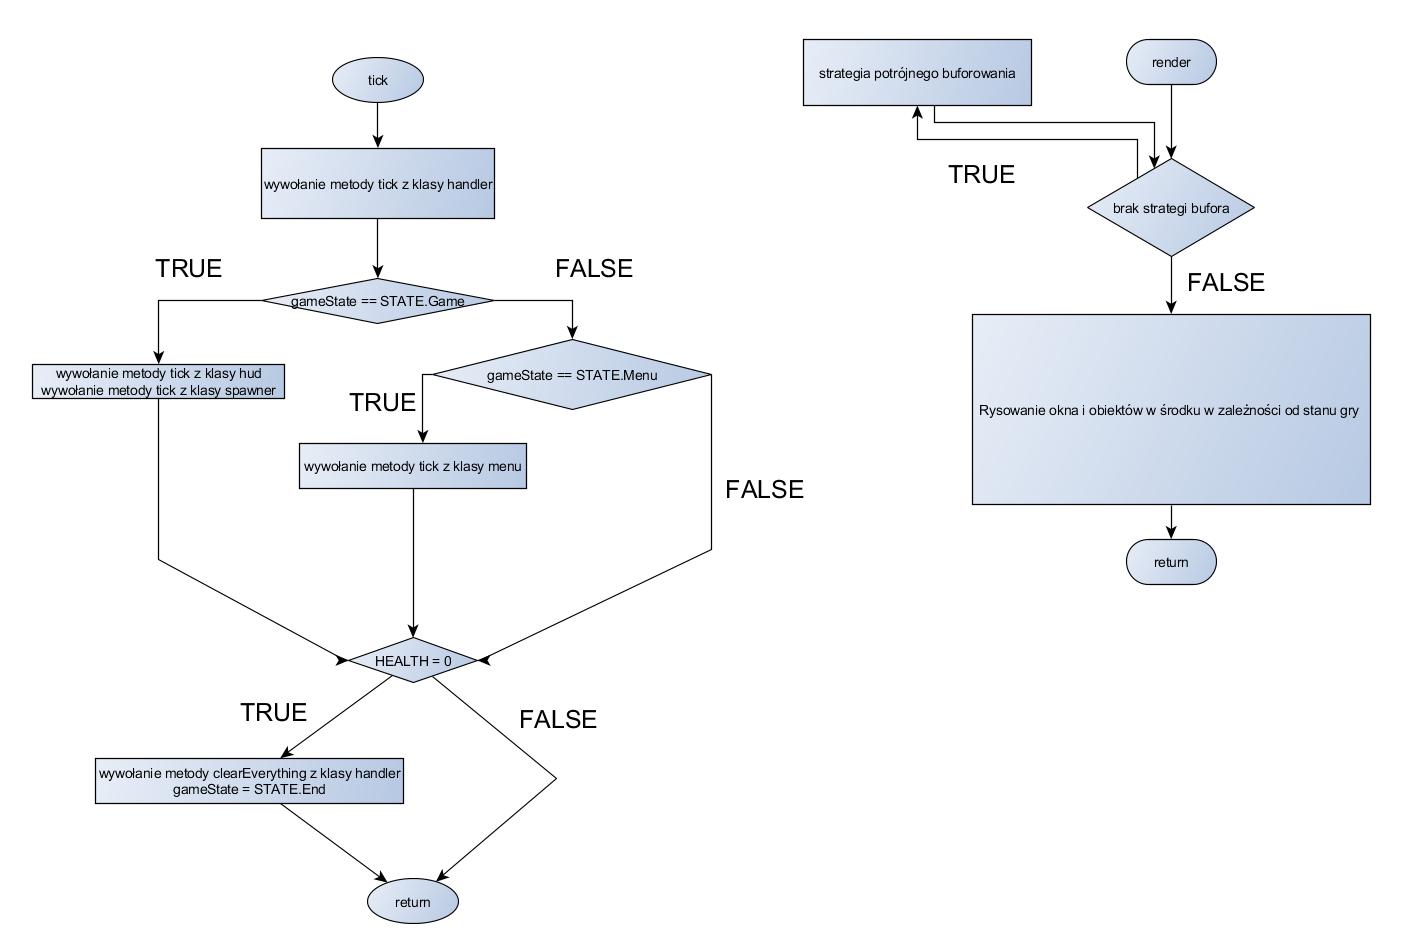 tick
wywołanie metody tick z klasy handler
TRUE
FALSE
gameState == STATE.Game
wywołanie metody tick z klasy hud
wywołanie metody tick z klasy spawner
gameState == STATE.Menu
TRUE
FALSE
wywołanie metody tick z klasy menu
HEALTH = 0
TRUE
FALSE
wywołanie metody clearEverything z klasy handler
gameState = STATE.End
return
render
strategia potrójnego buforowania
TRUE
brak strategi bufora
FALSE
Rysowanie okna i obiektów w środku w zależności od stanu gry
return